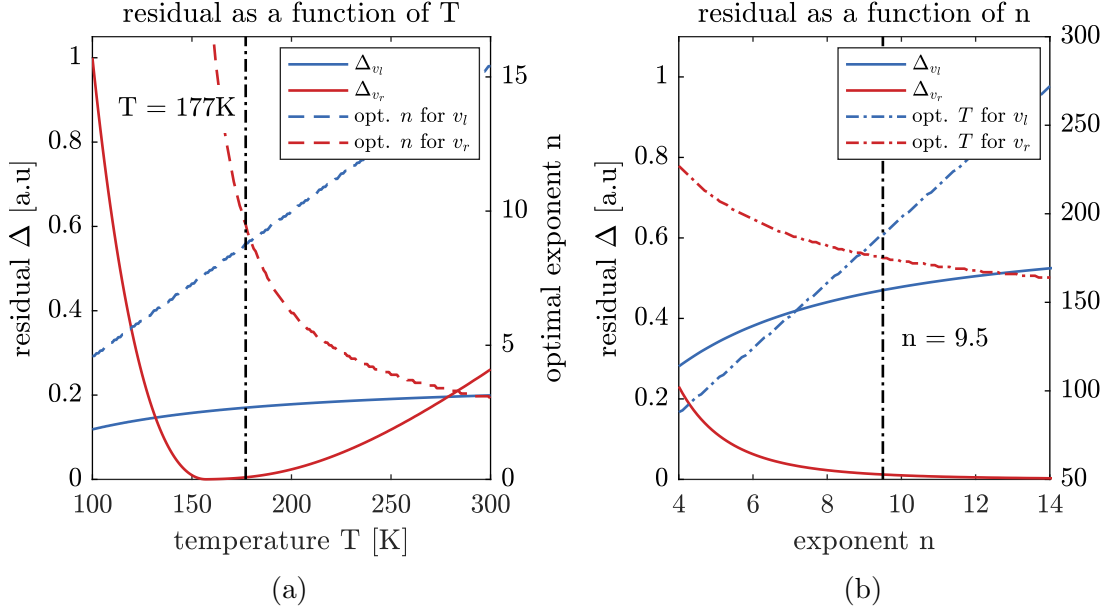 residual as a function of T
1
0.8
0.6
0.4
0.2
0
residual Δ [a.u]
T = 177K
Δ_{v_l}
Δ_{v_r}
opt. n for v_l
opt. n for v_r
15
10
5
0
optimal exponent n
100
150
200
250
300
temperature T [K]
(a)
residual as a function of n
1
0.8
0.6
0.4
0.2
0
residual Δ [a.u]
Δ_{v_l}
Δ_{v_r}
opt. T for v_l
opt. T for v_r
n = 9.5
300
250
200
150
100
50
4
6
8
10
12
14
exponent n
(b)